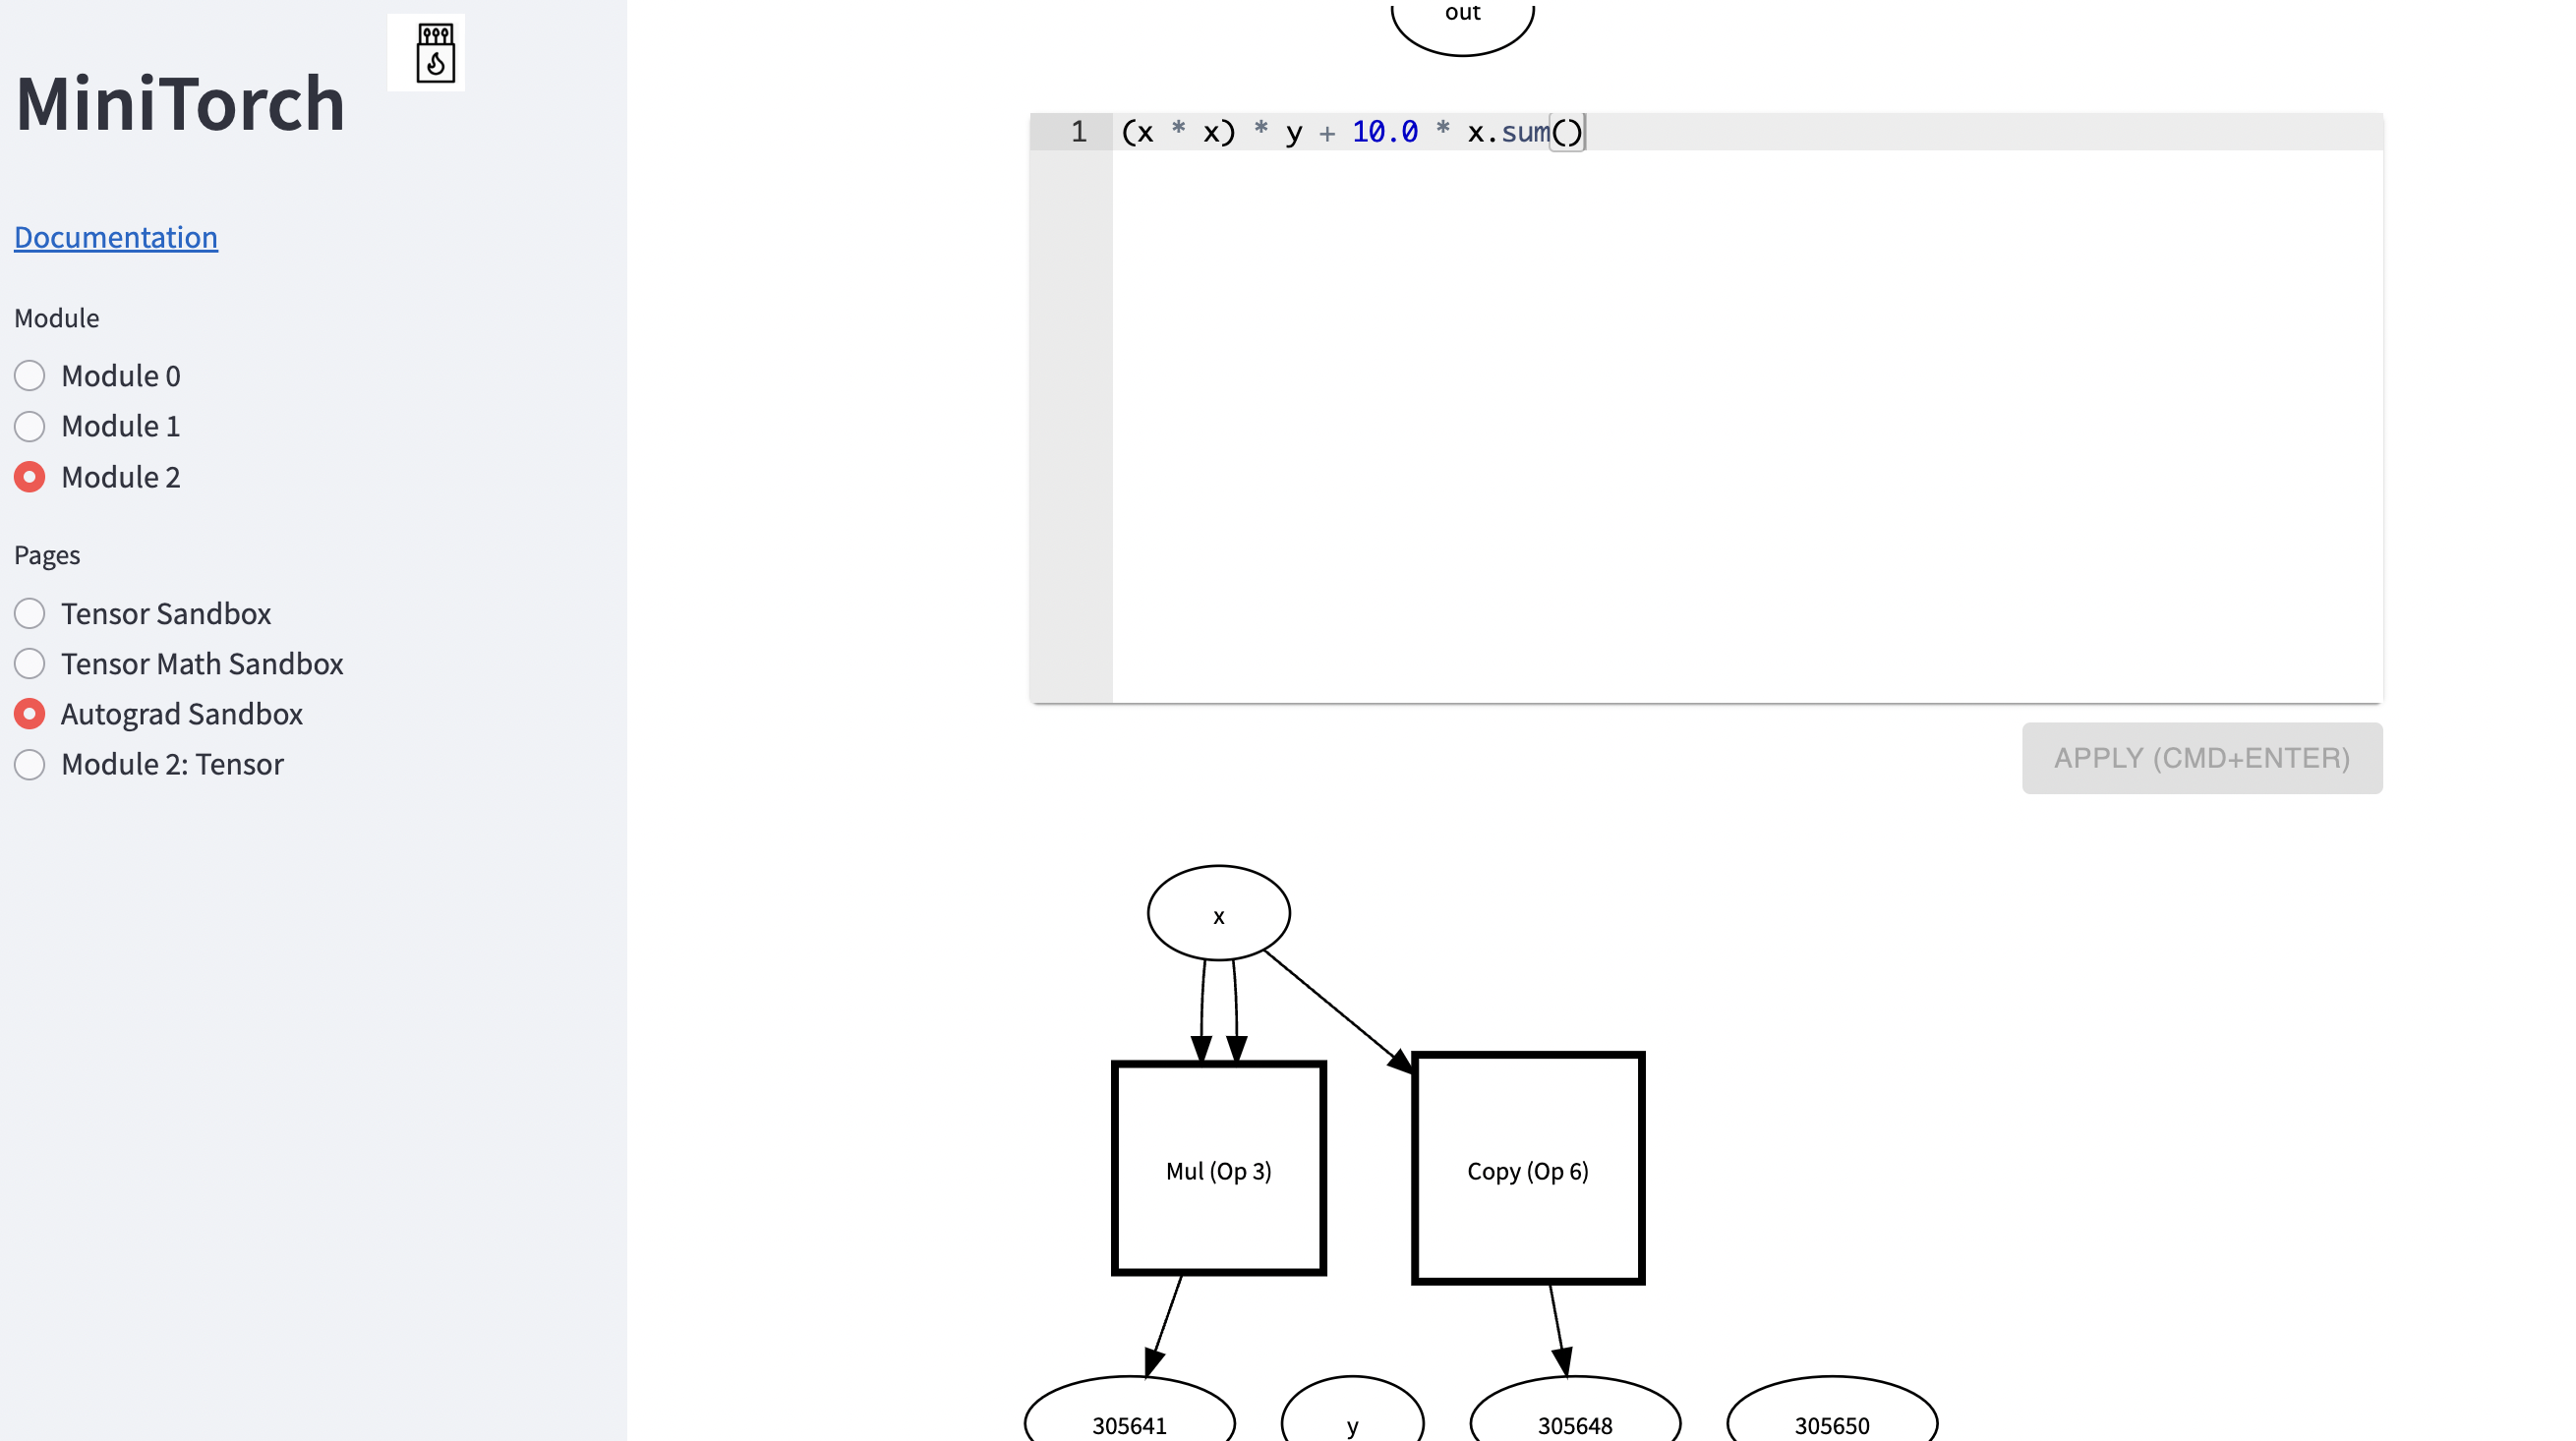 MiniTorch
Documentation
Module
Module 0
Module 1
Module 2
Pages
Tensor Sandbox
Tensor Math Sandbox
Autograd Sandbox
Module 2: Tensor
out
1 (x * x) * y + 10.0 * x.sum()
APPLY (CMD+ENTER)
x
Mul (Op 3)
Copy (Op 6)
305641
y
305648
305650